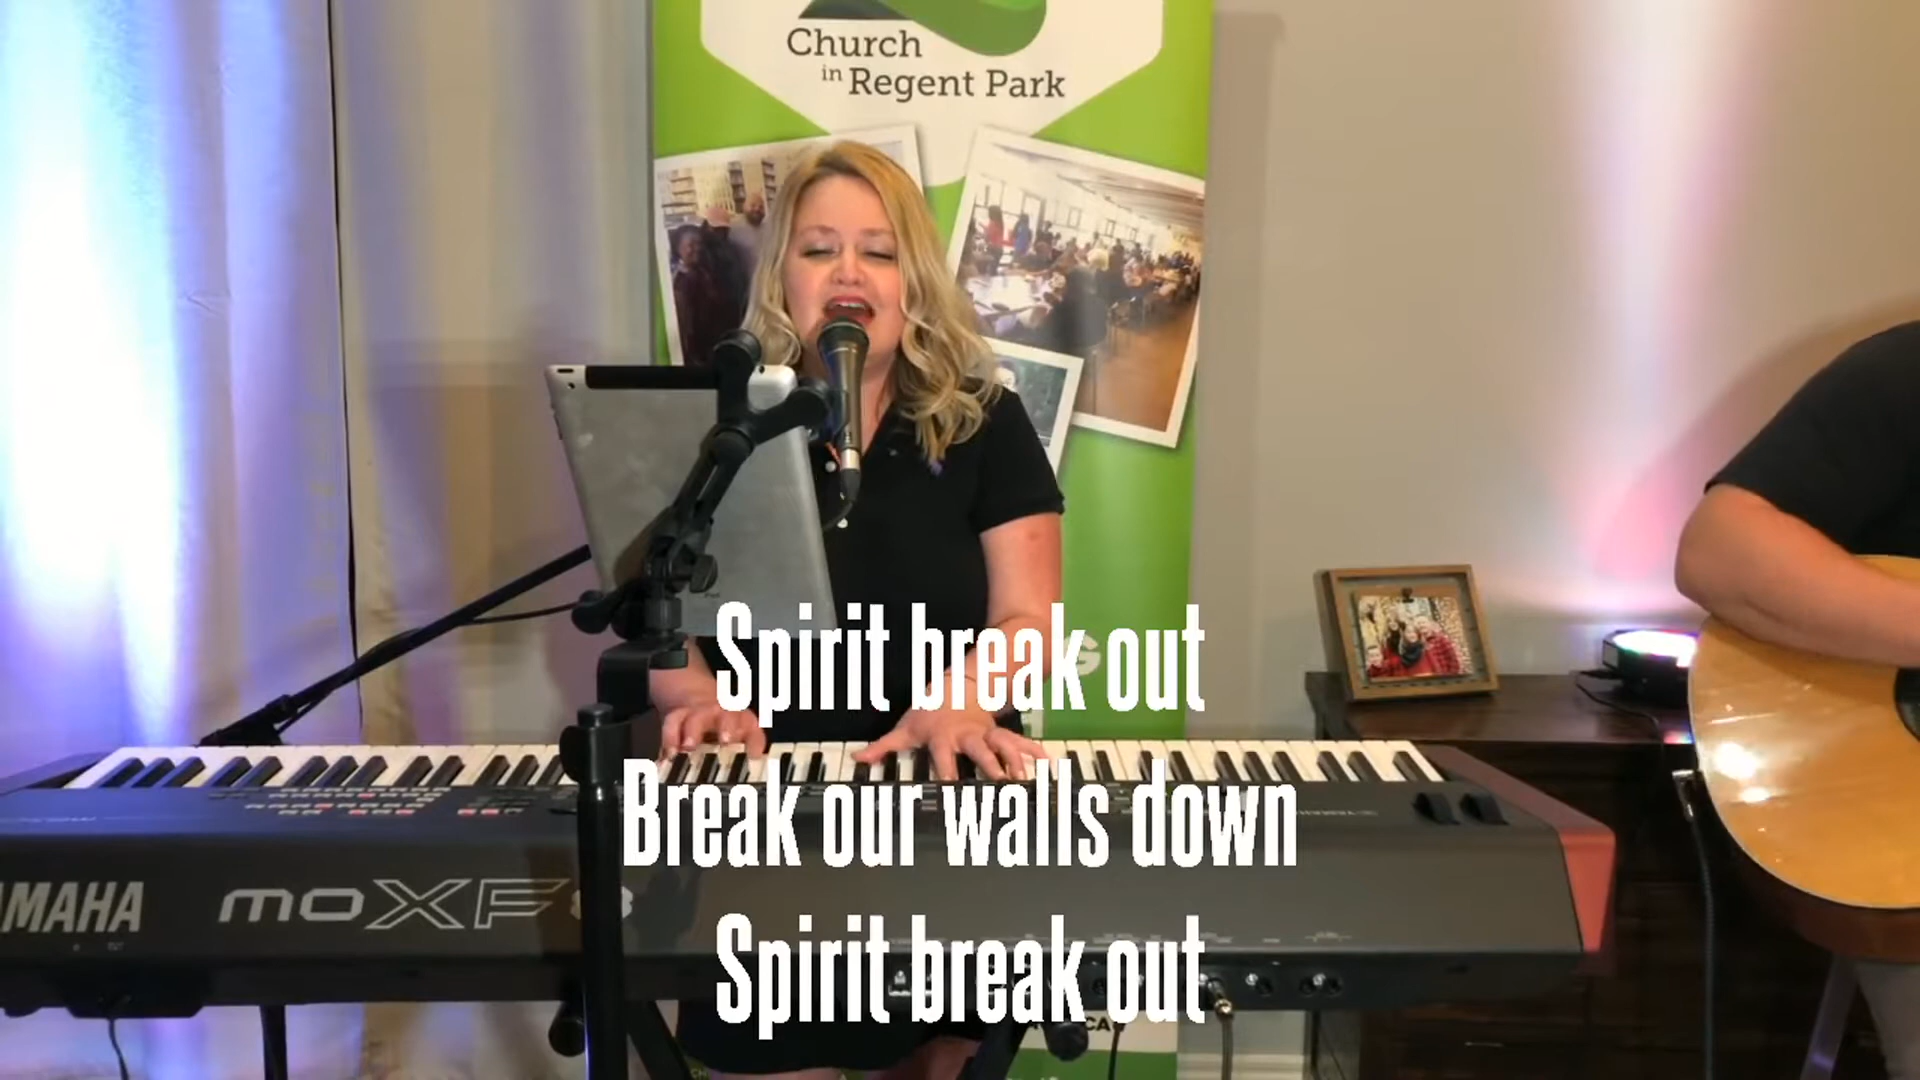 Church
in Regent Park
Spirit break out
Break our walls down
YAMAHA
moXF8
Spirit break out